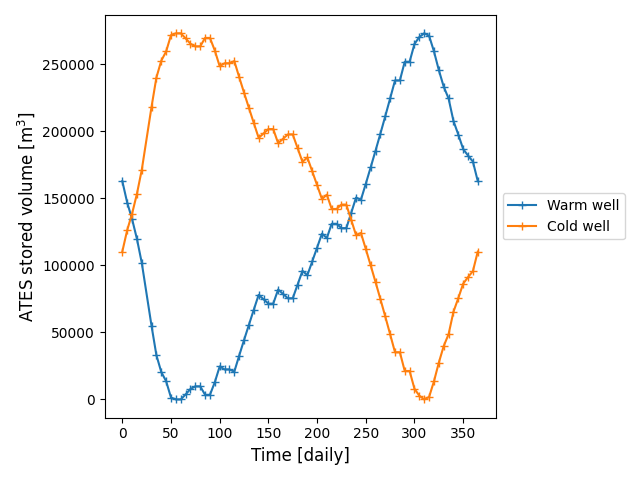 ATES stored volume [m³]
250000
200000
150000
100000
50000
0
0 50 100 150 200 250 300 350
Time [daily]
Warm well
Cold well